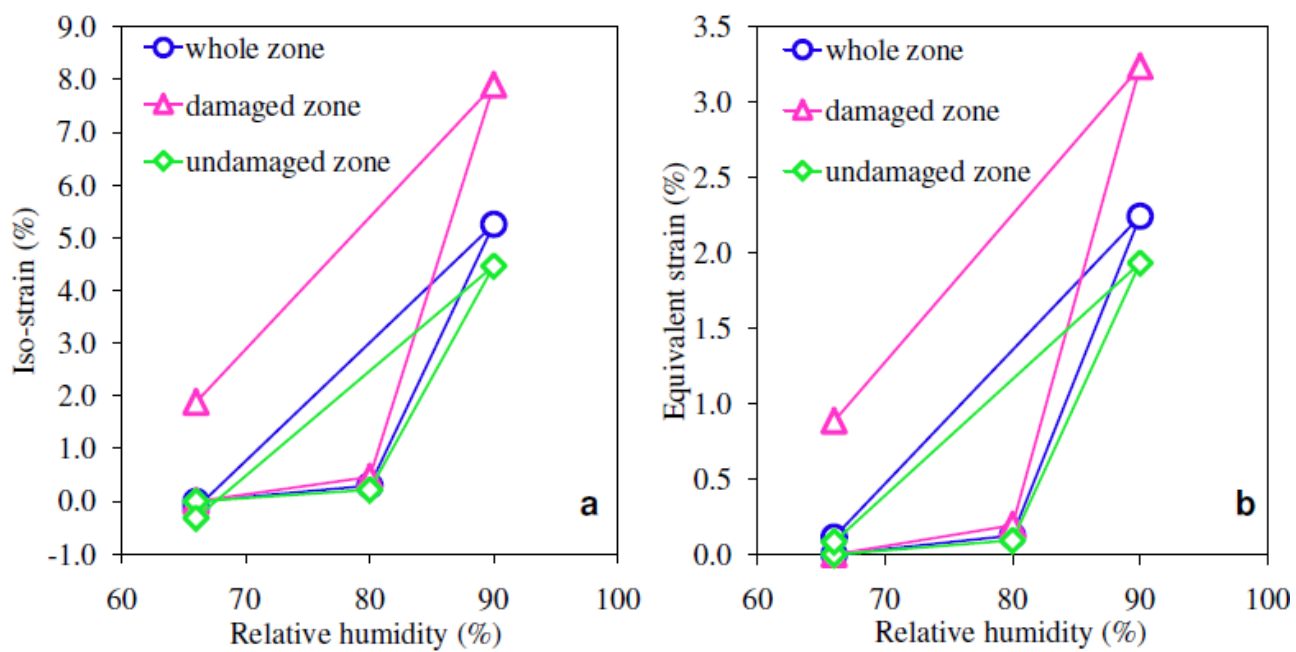 9.0
8.0
7.0
6.0
5.0
4.0
3.0
2.0
1.0
0.0
-1.0
Iso-strain (%)
whole zone
damaged zone
undamaged zone
a
60 70 80 90 100
Relative humidity (%)
3.5
3.0
2.5
2.0
1.5
1.0
0.5
0.0
Equivalent strain (%)
whole zone
damaged zone
undamaged zone
b
60 70 80 90 100
Relative humidity (%)